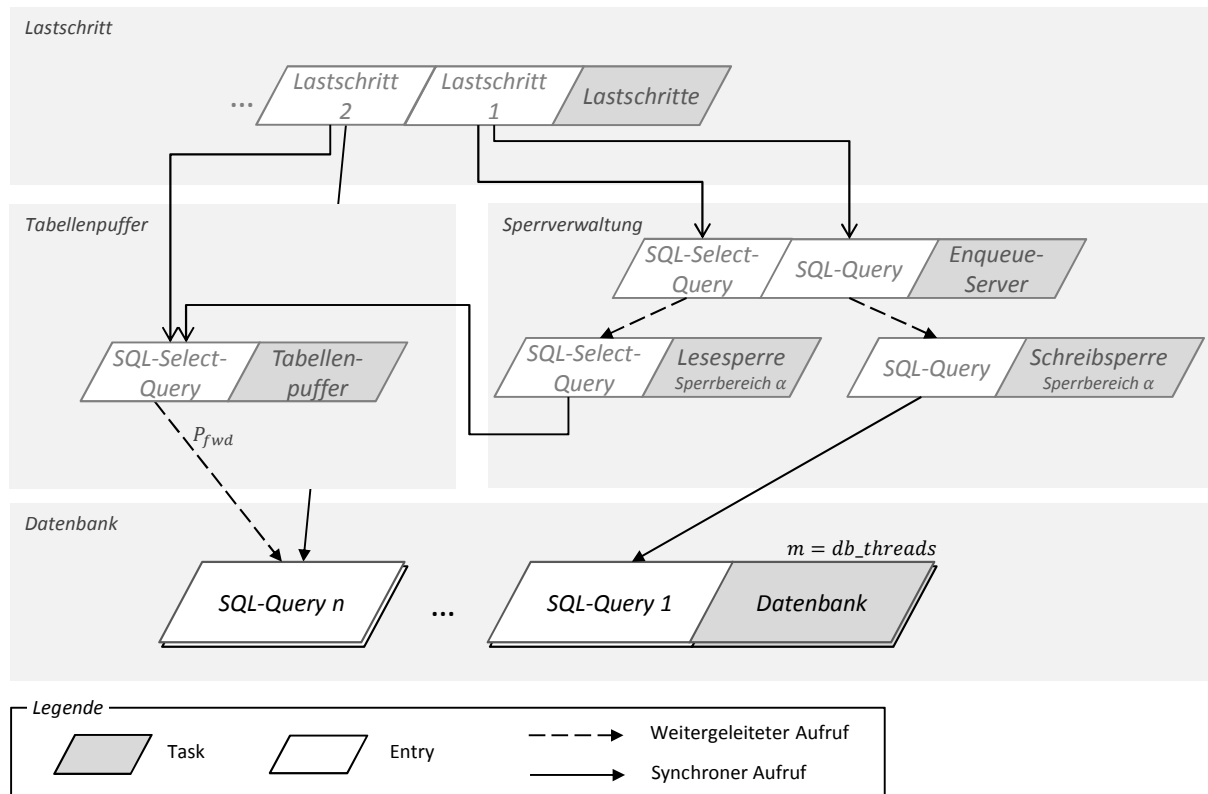 Lastschritt
...
Lastschritt
2
Lastschritt
1
Lastschritte
Tabellenpuffer
Sperrverwaltung
SQL-Select-
Query
SQL-Query
Enqueue-
Server
SQL-Select-
Query
Tabellen-
puffer
SQL-Select-
Query
Lesesperre
Sperrbereich α
SQL-Query
Schreibsperre
Sperrbereich α
P_fwd
Datenbank
m = db_threads
SQL-Query n
...
SQL-Query 1
Datenbank
Legende
Task
Entry
Weitergeleiteter Aufruf
Synchroner Aufruf